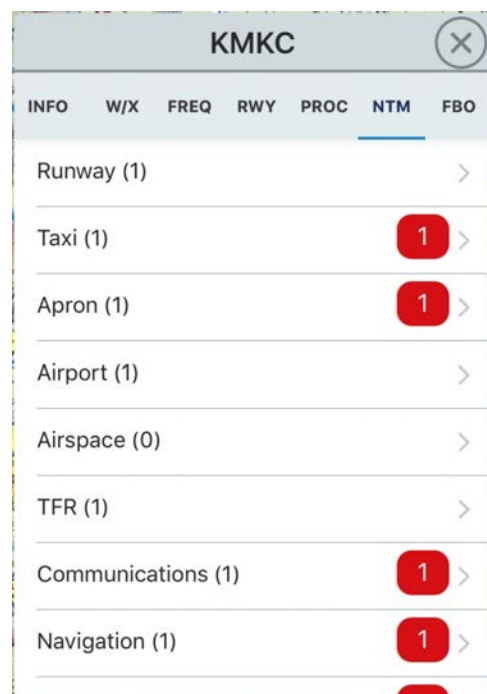 KMKC
INFO W/X FREQ RWY PROC NTM FBO
Runway (1)
Taxi (1) 1
Apron (1) 1
Airport (1)
Airspace (0)
TFR (1)
Communications (1) 1
Navigation (1) 1